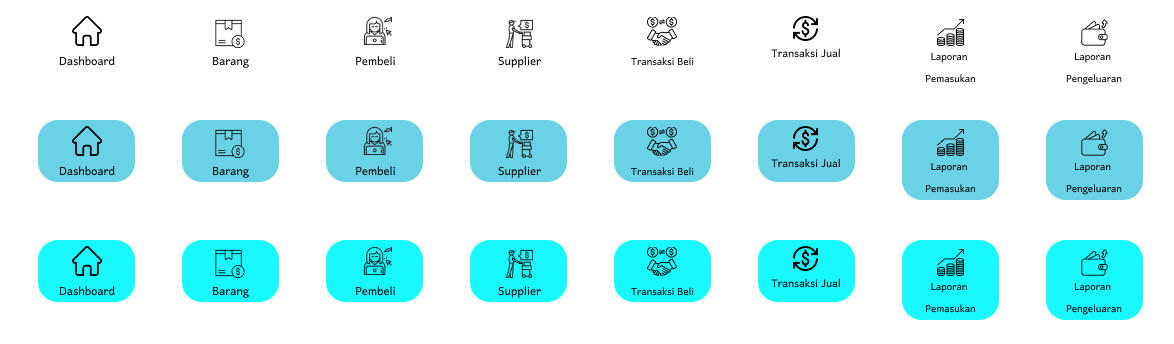 Dashboard
Barang
Pembeli
Supplier
Transaksi Beli
Transaksi Jual
Laporan
Pemasukan
Laporan
Pengeluaran
Dashboard
Barang
Pembeli
Supplier
Transaksi Beli
Transaksi Jual
Laporan
Pemasukan
Laporan
Pengeluaran
Dashboard
Barang
Pembeli
Supplier
Transaksi Beli
Transaksi Jual
Laporan
Pemasukan
Laporan
Pengeluaran